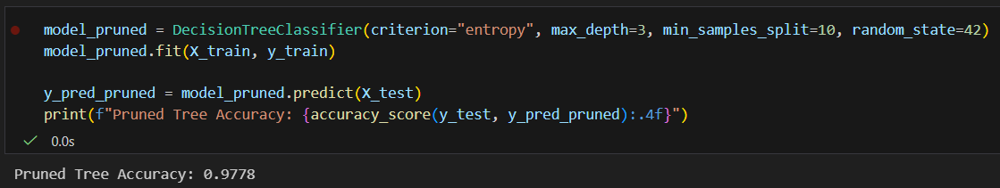 model_pruned = DecisionTreeClassifier(criterion="entropy", max_depth=3, min_samples_split=10, random_state=42)
model_pruned.fit(X_train, y_train)
y_pred_pruned = model_pruned.predict(X_test)
print(f"Pruned Tree Accuracy: {accuracy_score(y_test, y_pred_pruned):.4f}")
0.0s
Pruned Tree Accuracy: 0.9778